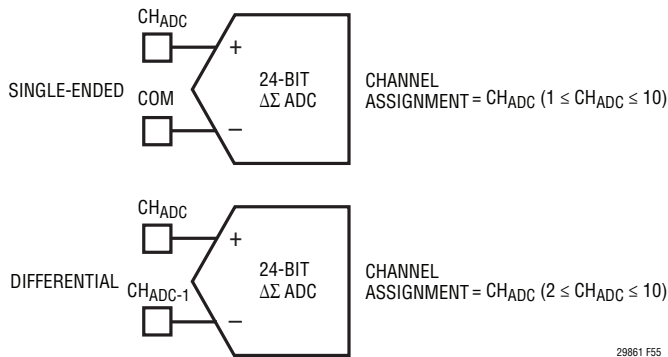 CHADC
+
SINGLE-ENDED
24-BIT
ΔΣ ADC
COM
–
CHANNEL
ASSIGNMENT = CHADC (1 ≤ CHADC ≤ 10)
CHADC
+
DIFFERENTIAL
24-BIT
ΔΣ ADC
CHADC-1
–
CHANNEL
ASSIGNMENT = CHADC (2 ≤ CHADC ≤ 10)
29861 F55